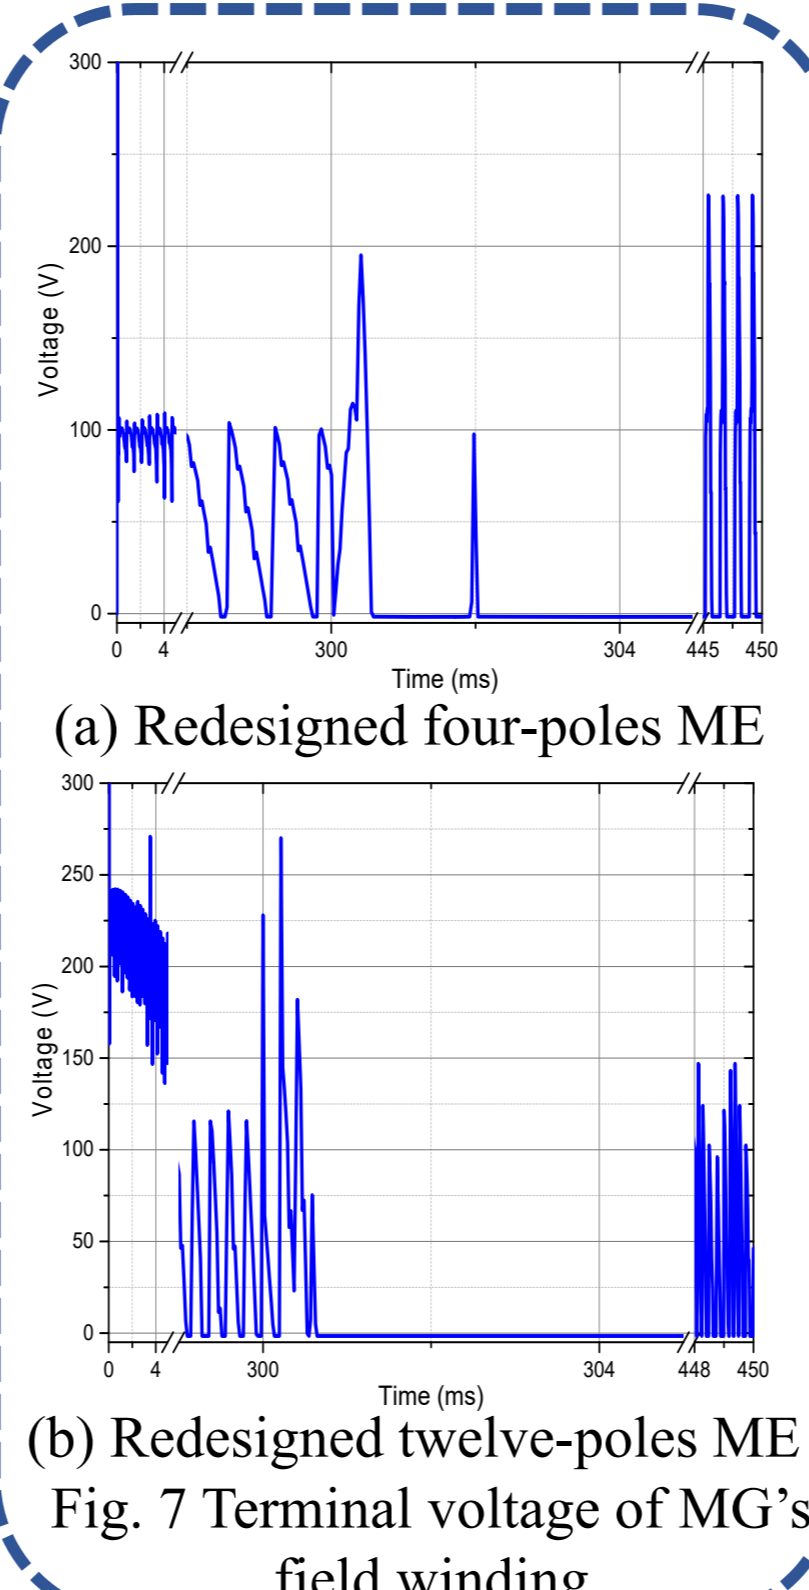 300
200
100
0
Voltage (V)
0 4 300 304 445 450
Time (ms)
(a) Redesigned four-poles ME
300
250
200
150
100
50
0
Voltage (V)
0 4 300 304 448 450
Time (ms)
(b) Redesigned twelve-poles ME
Fig. 7 Terminal voltage of MG’s
field winding